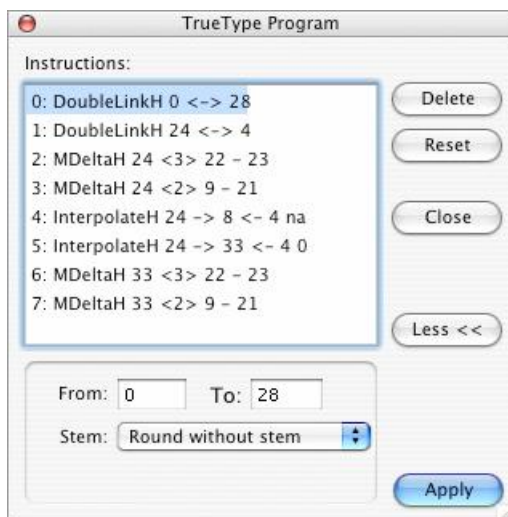 TrueType Program
Instructions:
0: DoubleLinkH 0 <-> 28
1: DoubleLinkH 24 <-> 4
2: MDeltaH 24 <3> 22 - 23
3: MDeltaH 24 <2> 9 - 21
4: InterpolateH 24 -> 8 <- 4 na
5: InterpolateH 24 -> 33 <- 4 0
6: MDeltaH 33 <3> 22 - 23
7: MDeltaH 33 <2> 9 - 21
Delete
Reset
Close
Less <<
From: 0 To: 28
Stem: Round without stem
Apply